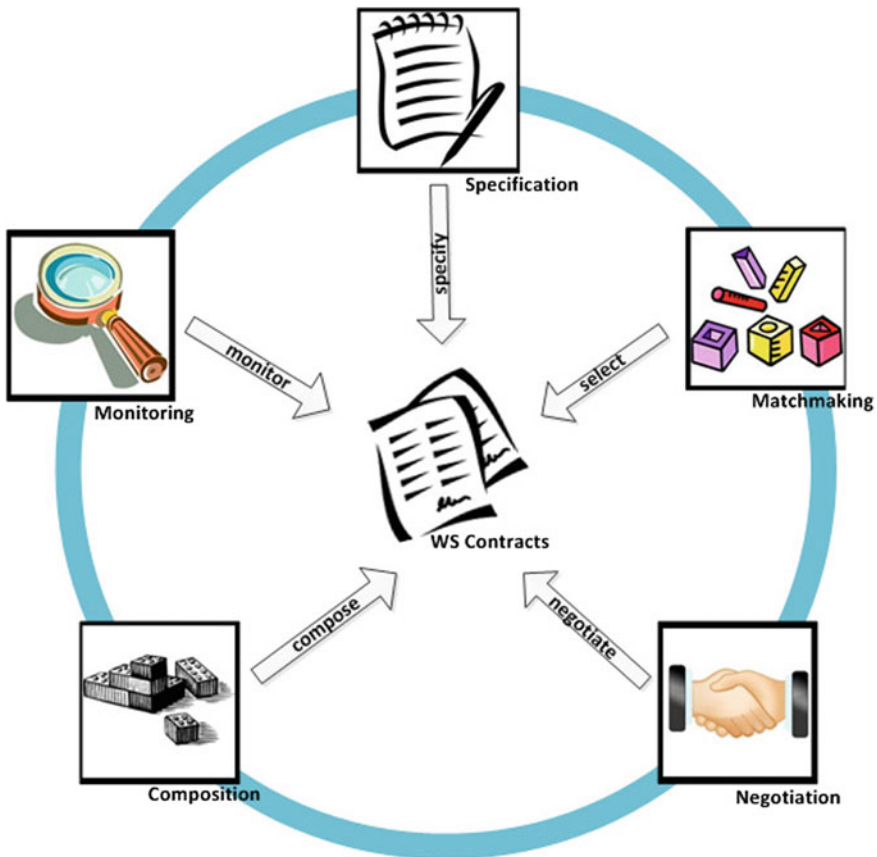 Specification
specify
Monitoring
monitor
select
Matchmaking
WS Contracts
compose
negotiate
Composition
Negotiation